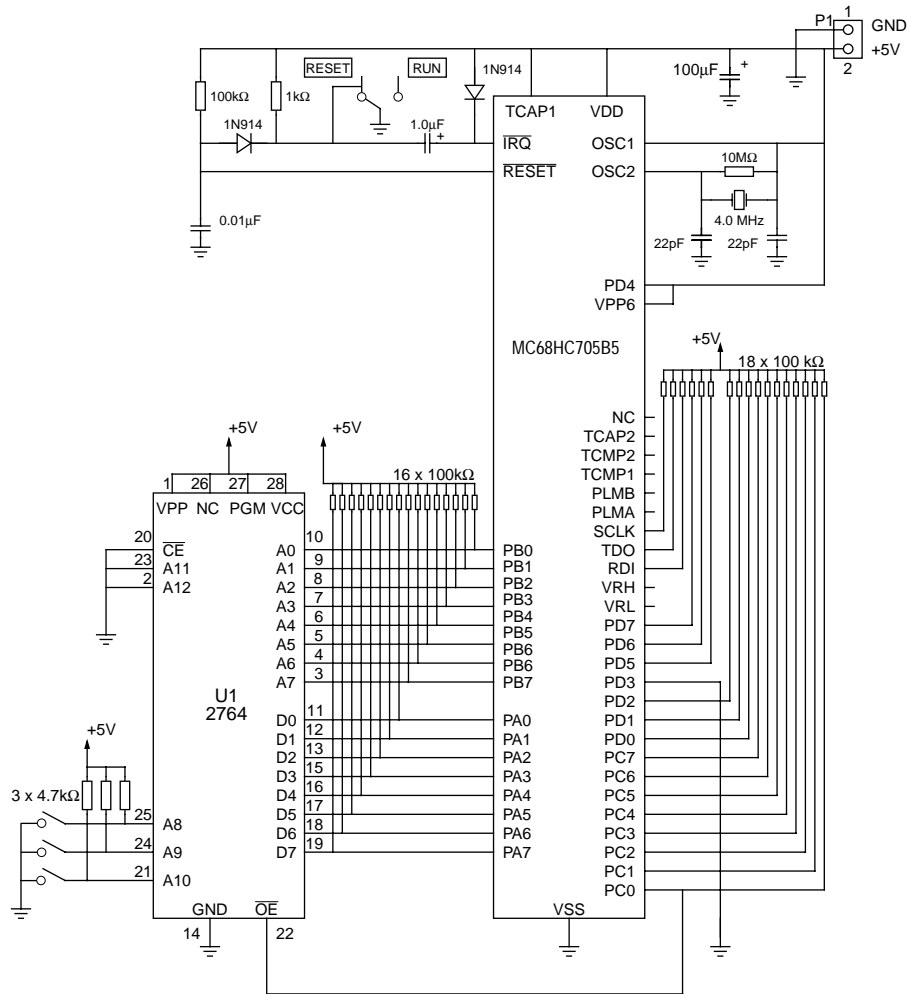 P1 1 GND
+5V
2
RESET RUN
1N914
100µF +
100kΩ 1kΩ
TCAP1 VDD
1N914
1.0µF +
IRQ OSC1
10MΩ
RESET OSC2
0.01µF
4.0 MHz
22pF 22pF
PD4
VPP6
MC68HC705B5
+5V
18 x 100 kΩ
NC
TCAP2
TCMP2
TCMP1
PLMB
PLMA
SCLK
TDO
RDI
VRH
VRL
PD7
PD6
PD5
PD3
PD2
PD1
PD0
PC7
PC6
PC5
PC4
PC3
PC2
PC1
PC0
+5V +5V
16 x 100kΩ
1 26 27 28
VPP NC PGM VCC
20 CE
23 A11
2 A12
A0 10 PB0
A1 9 PB1
A2 8 PB2
A3 7 PB3
A4 6 PB4
A5 5 PB5
PB6
A6 4 PB6
A7 3 PB7
U1
2764
D0 11 PA0
D1 12 PA1
D2 13 PA2
D3 15 PA3
D4 16 PA4
D5 17 PA5
D6 18 PA6
D7 19 PA7
+5V
3 x 4.7kΩ
25 A8
24 A9
21 A10
GND OE
14 22
VSS